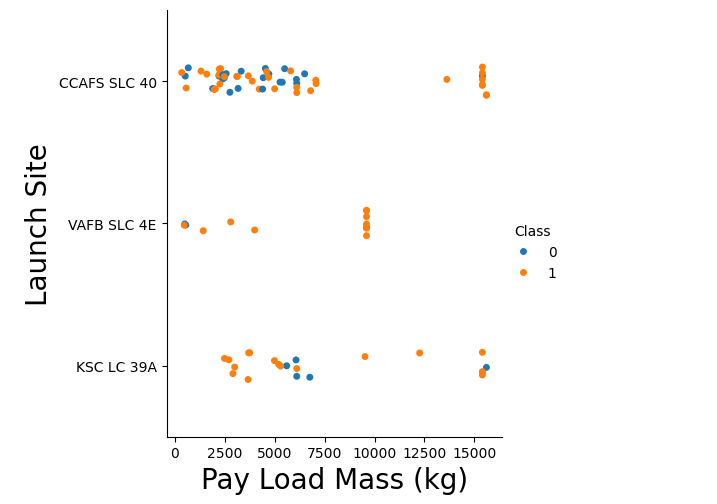 Launch Site
CCAFS SLC 40
VAFB SLC 4E
KSC LC 39A
0 2500 5000 7500 10000 12500 15000
Pay Load Mass (kg)
Class
0
1